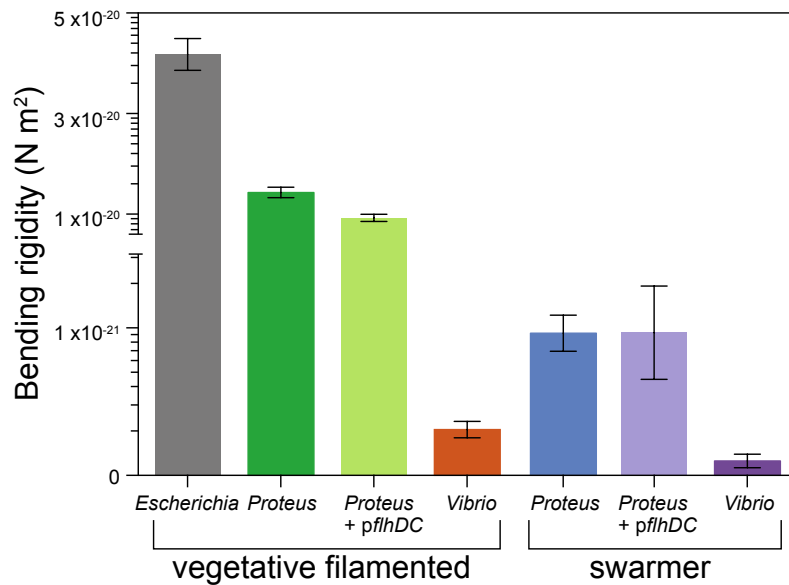 5 x10⁻²⁰
3 x10⁻²⁰
1 x10⁻²⁰
1 x10⁻²¹
0
Bending rigidity (N m²)
Escherichia Proteus Proteus Vibrio Proteus Proteus Vibrio
+ pflhDC + pflhDC
vegetative filamented swarmer